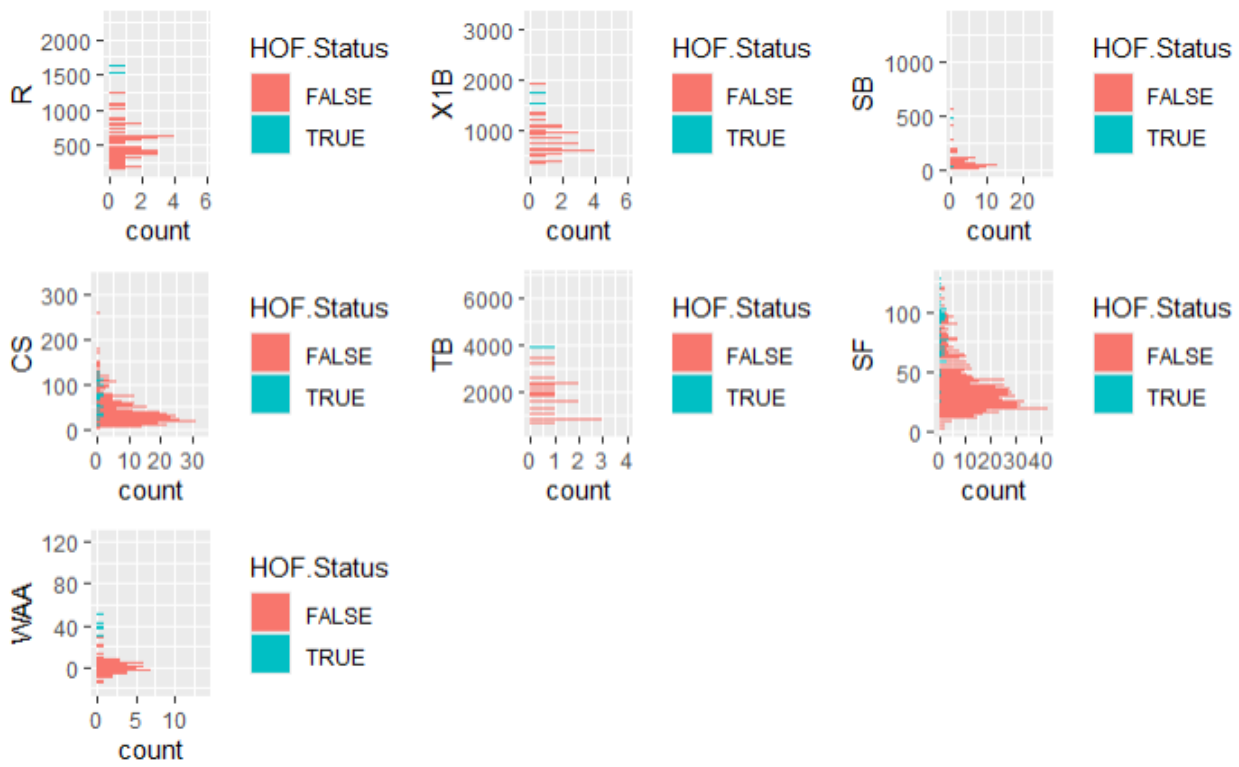 R
2000
1500
1000
500
0 2 4 6
count
HOF.Status
FALSE
TRUE
X1B
3000
2000
1000
0 2 4 6
count
HOF.Status
FALSE
TRUE
SB
1000
500
0
0 10 20
count
HOF.Status
FALSE
TRUE
CS
300
200
100
0
0 10 20 30
count
HOF.Status
FALSE
TRUE
TB
6000
4000
2000
0 1 2 3 4
count
HOF.Status
FALSE
TRUE
SF
100
50
0
0 10 20 30 40
count
HOF.Status
FALSE
TRUE
WAA
120
80
40
0
0 5 10
count
HOF.Status
FALSE
TRUE